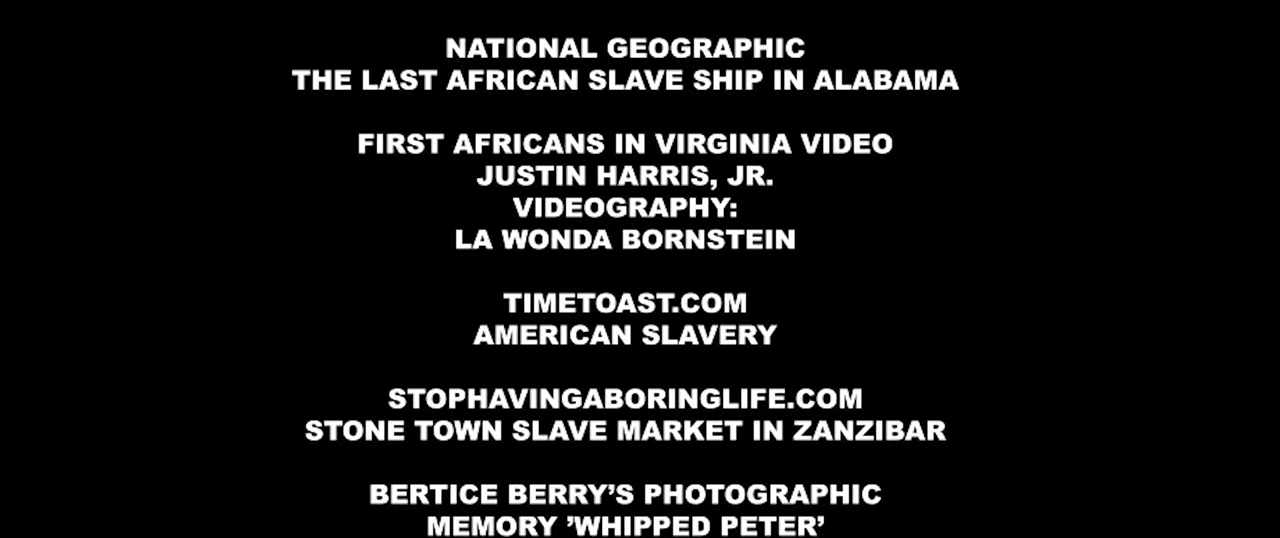 NATIONAL GEOGRAPHIC
THE LAST AFRICAN SLAVE SHIP IN ALABAMA
FIRST AFRICANS IN VIRGINIA VIDEO
JUSTIN HARRIS, JR.
VIDEOGRAPHY:
LA WONDA BORNSTEIN
TIMETOAST.COM
AMERICAN SLAVERY
STOPHAVINGABORINGLIFE.COM
STONE TOWN SLAVE MARKET IN ZANZIBAR
BERTICE BERRY’S PHOTOGRAPHIC
MEMORY ’WHIPPED PETER’